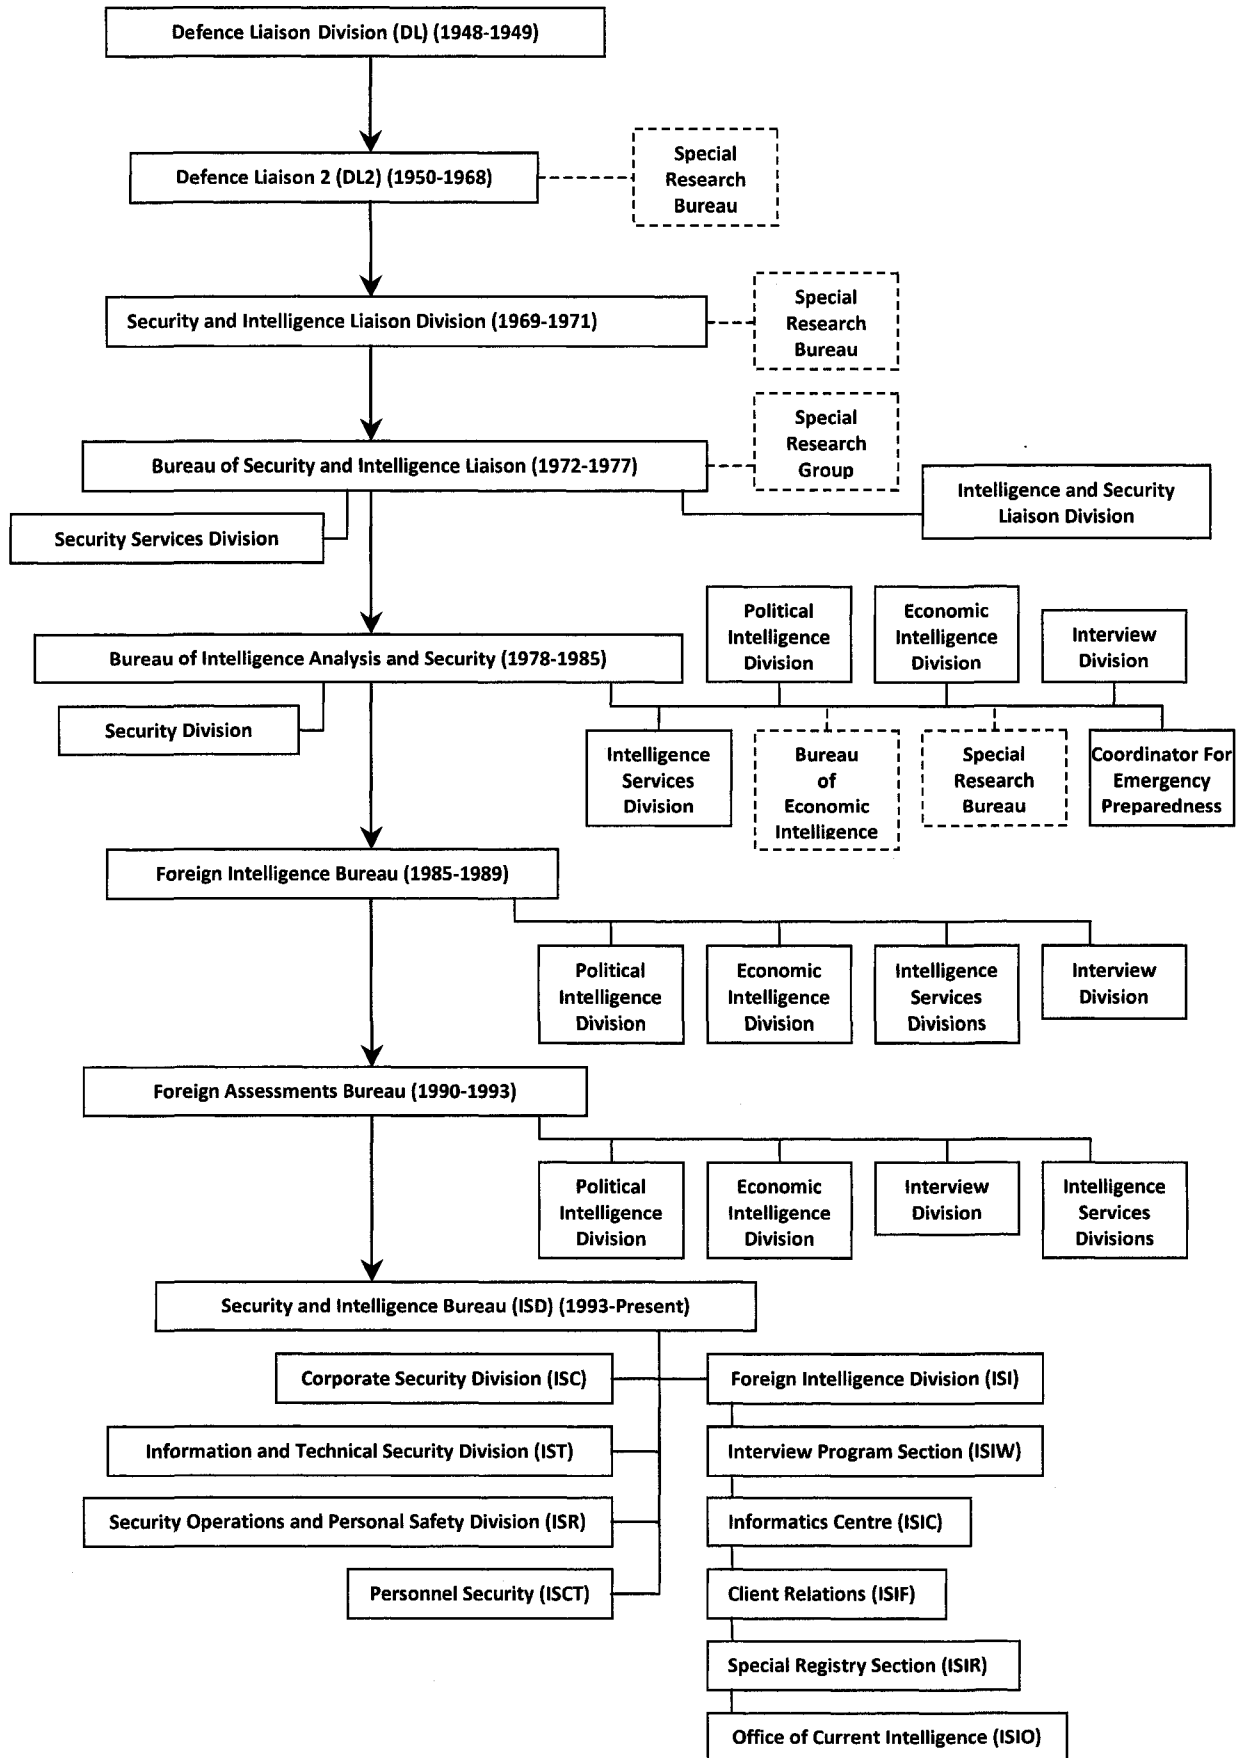 Defence Liaison Division (DL) (1948-1949)
Defence Liaison 2 (DL2) (1950-1968)
Special
Research
Bureau
Security and Intelligence Liaison Division (1969-1971)
Special
Research
Bureau
Bureau of Security and Intelligence Liaison (1972-1977)
Special
Research
Group
Intelligence and Security
Liaison Division
Security Services Division
Political
Intelligence
Division
Economic
Intelligence
Division
Interview
Division
Bureau of Intelligence Analysis and Security (1978-1985)
Security Division
Intelligence
Services
Division
Bureau
of
Economic
Intelligence
Special
Research
Bureau
Coordinator For
Emergency
Preparedness
Foreign Intelligence Bureau (1985-1989)
Political
Intelligence
Division
Economic
Intelligence
Division
Intelligence
Services
Divisions
Interview
Division
Foreign Assessments Bureau (1990-1993)
Political
Intelligence
Division
Economic
Intelligence
Division
Interview
Division
Intelligence
Services
Divisions
Security and Intelligence Bureau (ISD) (1993-Present)
Corporate Security Division (ISC)
Foreign Intelligence Division (ISI)
Information and Technical Security Division (IST)
Interview Program Section (ISIW)
Security Operations and Personal Safety Division (ISR)
Informatics Centre (ISIC)
Personnel Security (ISCT)
Client Relations (ISIF)
Special Registry Section (ISIR)
Office of Current Intelligence (ISIO)